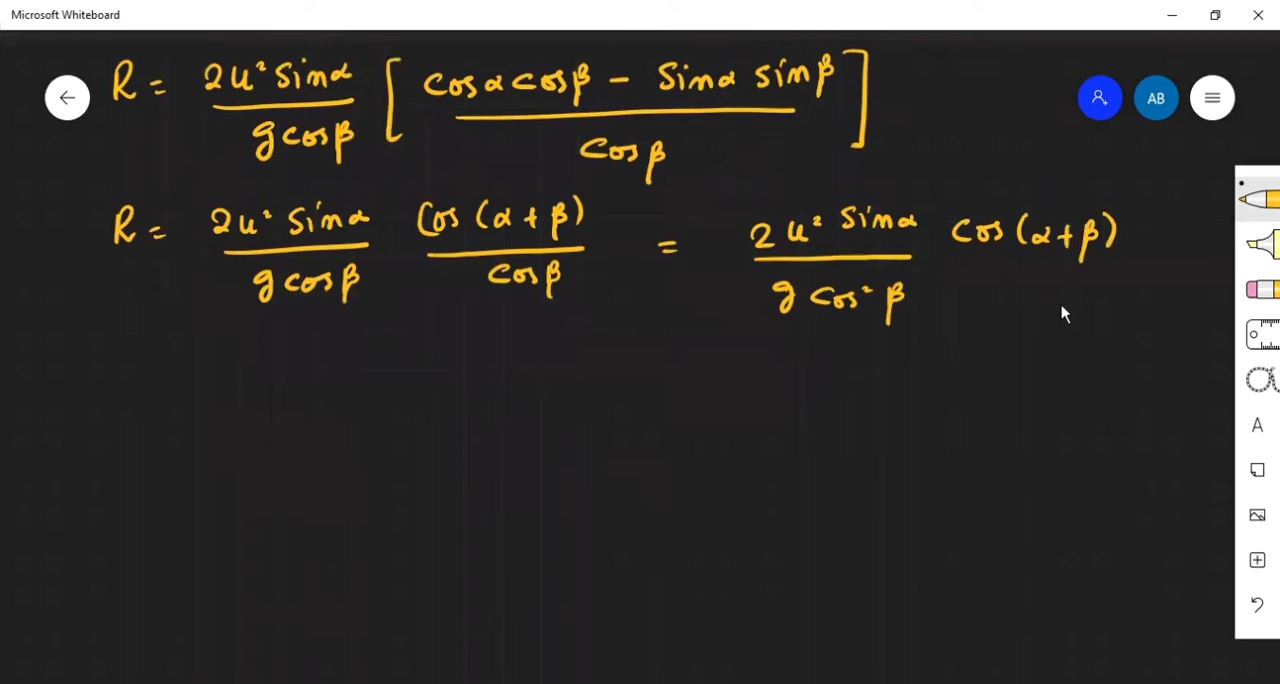 Microsoft Whiteboard
R = 2u² sinα / g cosβ [ cosα cosβ − sinα sinβ / cosβ ]
AB
R = 2u² sinα / g cosβ cos(α + β) / cosβ = 2u² sinα / g cos² β cos(α + β)
A